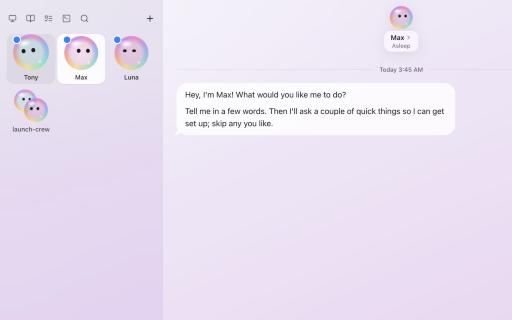 Tony
Max
Luna
launch-crew
Max
Asleep
Today 3:45 AM
Hey, I'm Max! What would you like me to do?
Tell me in a few words. Then I'll ask a couple of quick things so I can get
set up; skip any you like.